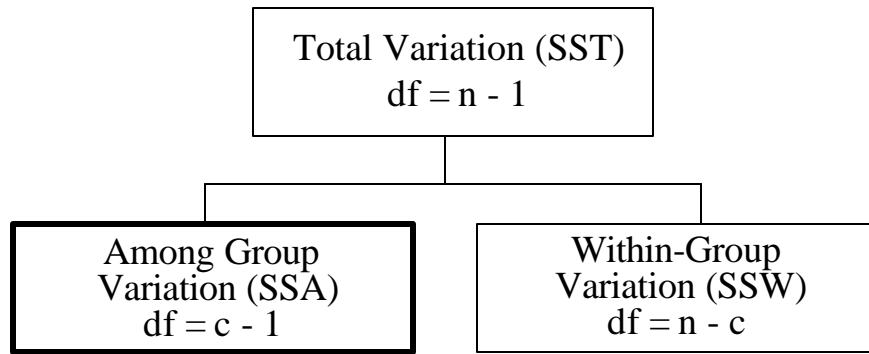 Total Variation (SST)
df = n - 1
Among Group
Variation (SSA)
df = c - 1
Within-Group
Variation (SSW)
df = n - c